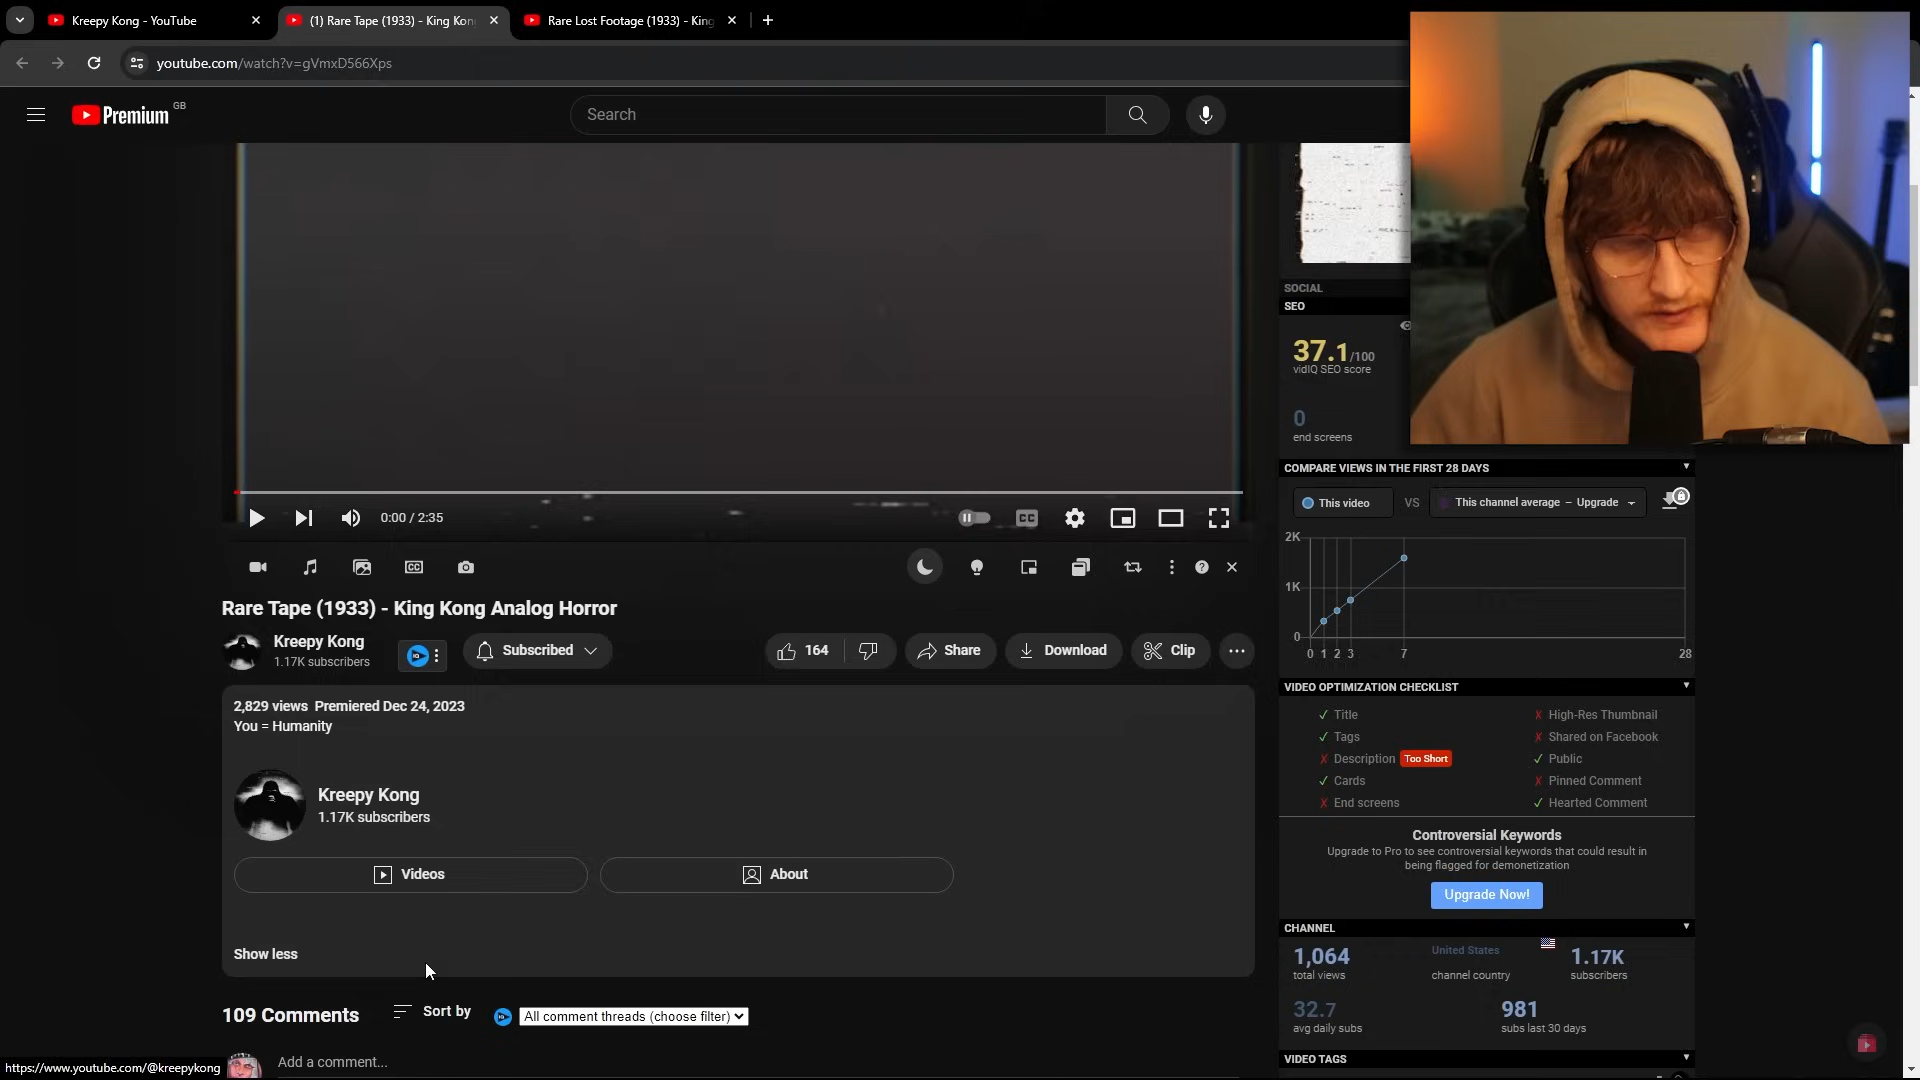 Kreepy Kong - YouTube
(1) Rare Tape (1933) - King Kon
Rare Lost Footage (1933) - King
youtube.com/watch?v=gVmxD566Xps
Premium GB
Search
SOCIAL
SEO
37.1/100
vidIQ SEO score
0
end screens
COMPARE VIEWS IN THE FIRST 28 DAYS
This video VS This channel average – Upgrade
2K
1K
0
0 1 2 3 7 28
0:00 / 2:35
CC
CC
Rare Tape (1933) - King Kong Analog Horror
Kreepy Kong
1.17K subscribers
Subscribed
164
Share
Download
Clip
2,829 views Premiered Dec 24, 2023
You = Humanity
Kreepy Kong
1.17K subscribers
Videos
About
Show less
109 Comments
Sort by
All comment threads (choose filter)
Add a comment...
https://www.youtube.com/@kreepykong
VIDEO OPTIMIZATION CHECKLIST
✓ Title
✗ High-Res Thumbnail
✓ Tags
✗ Shared on Facebook
✗ Description Too Short
✓ Public
✓ Cards
✗ Pinned Comment
✗ End screens
✓ Hearted Comment
Controversial Keywords
Upgrade to Pro to see controversial keywords that could result in
being flagged for demonetization
Upgrade Now!
CHANNEL
1,064
total views
United States
channel country
1.17K
subscribers
32.7
avg daily subs
981
subs last 30 days
VIDEO TAGS